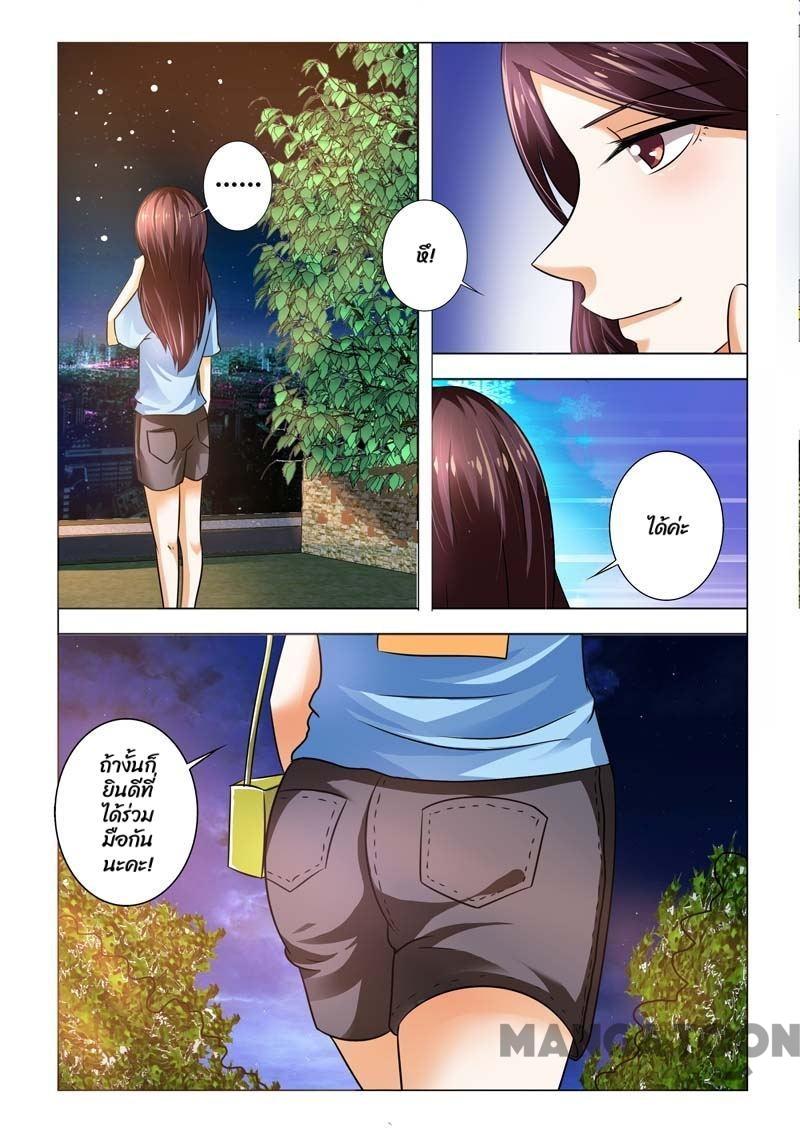 ......
หึ!
ได้ค่ะ
ถ้างั้นก็
ยินดีที่
ได้ร่วม
มือกัน
นะคะ!
MANGATOON